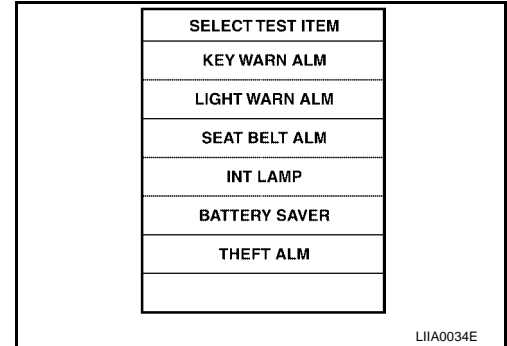 SELECT TEST ITEM
KEY WARN ALM
LIGHT WARN ALM
SEAT BELT ALM
INT LAMP
BATTERY SAVER
THEFT ALM
LIIA0034E